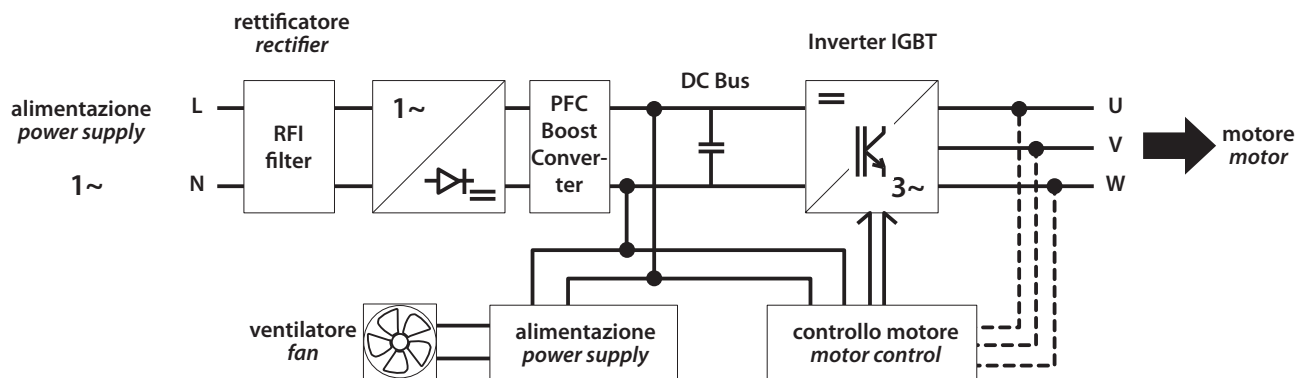 rettificatore
rectifier
Inverter IGBT
DC Bus
alimentazione
power supply
1~
L
N
RFI
filter
1~
PFC
Boost
Conver-
ter
3~
U
V
W
motore
motor
ventilatore
fan
alimentazione
power supply
controllo motore
motor control